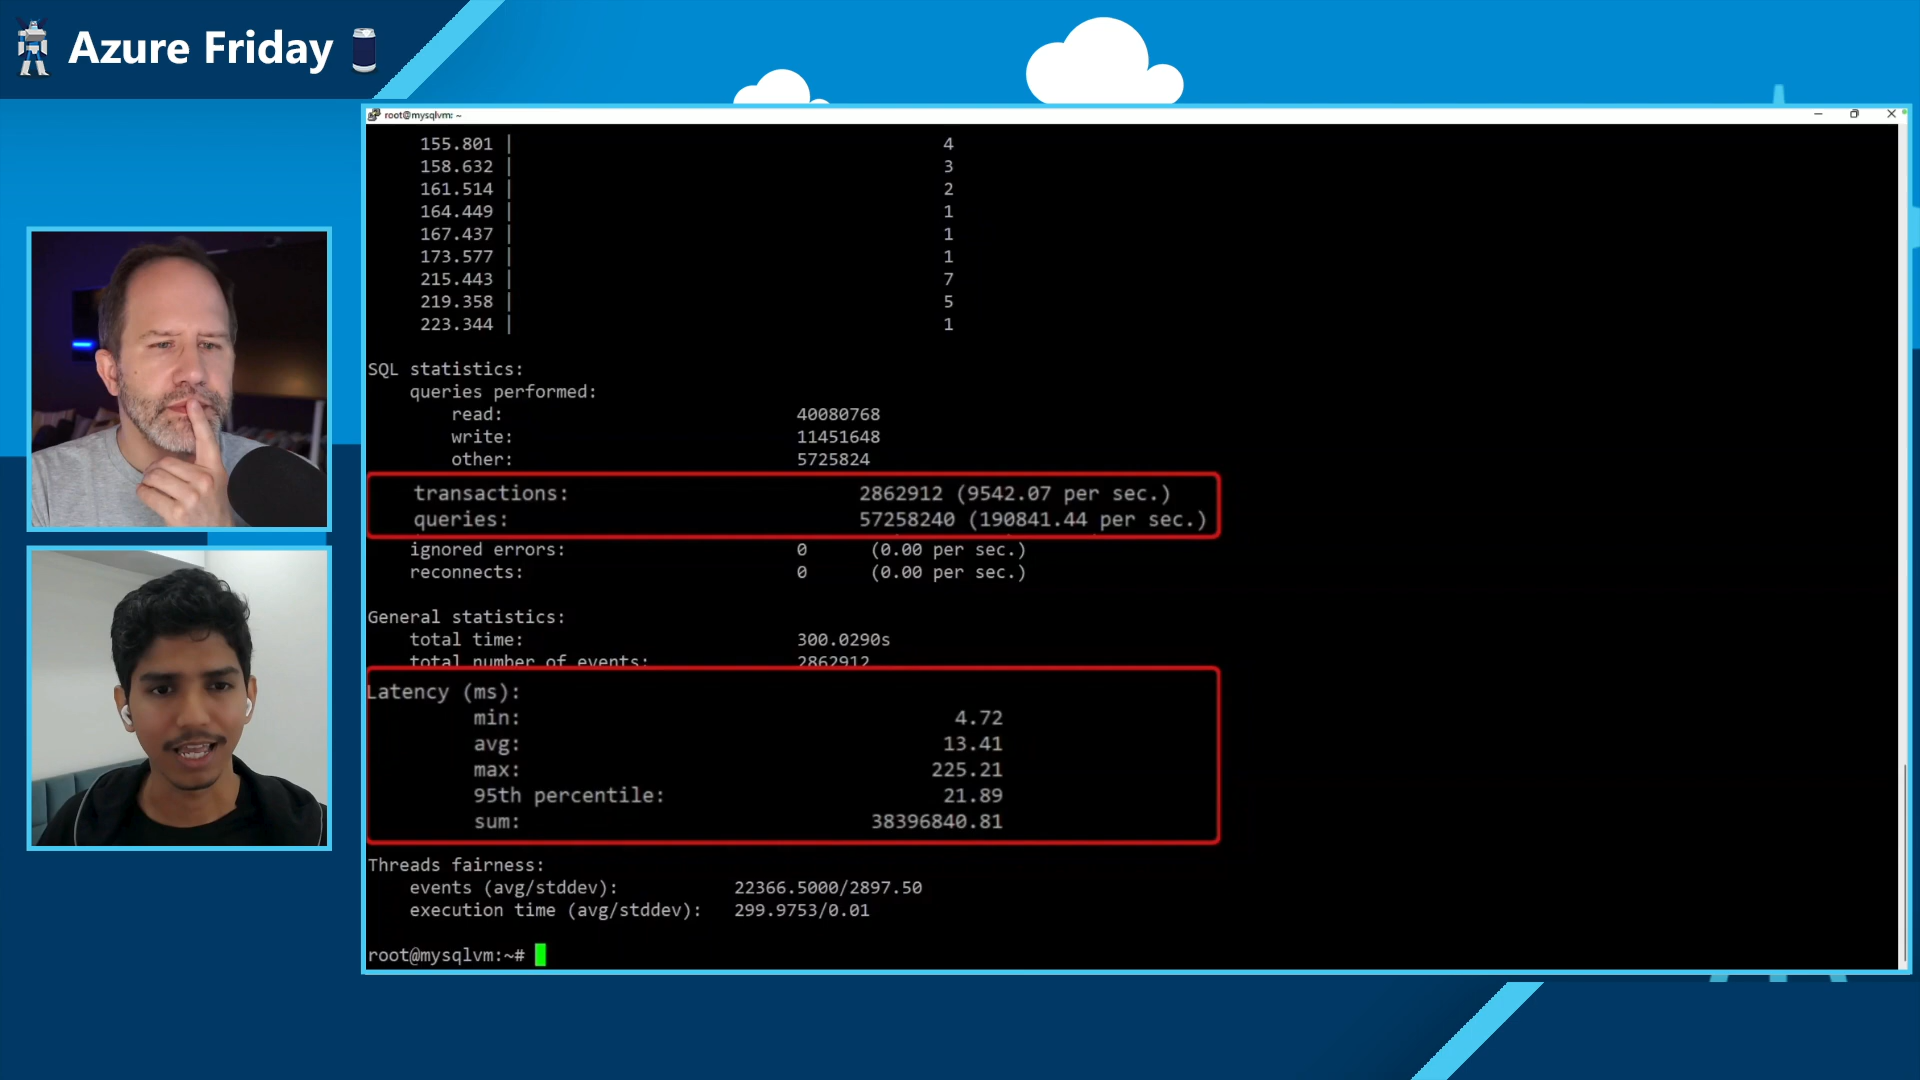 Azure Friday
root@mysqlvm: ~
155.801 | 4
158.632 | 3
161.514 | 2
164.449 | 1
167.437 | 1
173.577 | 1
215.443 | 7
219.358 | 5
223.344 | 1
SQL statistics:
queries performed:
read: 40080768
write: 11451648
other: 5725824
transactions: 2862912 (9542.07 per sec.)
queries: 57258240 (190841.44 per sec.)
ignored errors: 0 (0.00 per sec.)
reconnects: 0 (0.00 per sec.)
General statistics:
total time: 300.0290s
total number of events: 2862912
Latency (ms):
min: 4.72
avg: 13.41
max: 225.21
95th percentile: 21.89
sum: 38396840.81
Threads fairness:
events (avg/stddev): 22366.5000/2897.50
execution time (avg/stddev): 299.9753/0.01
root@mysqlvm:~#